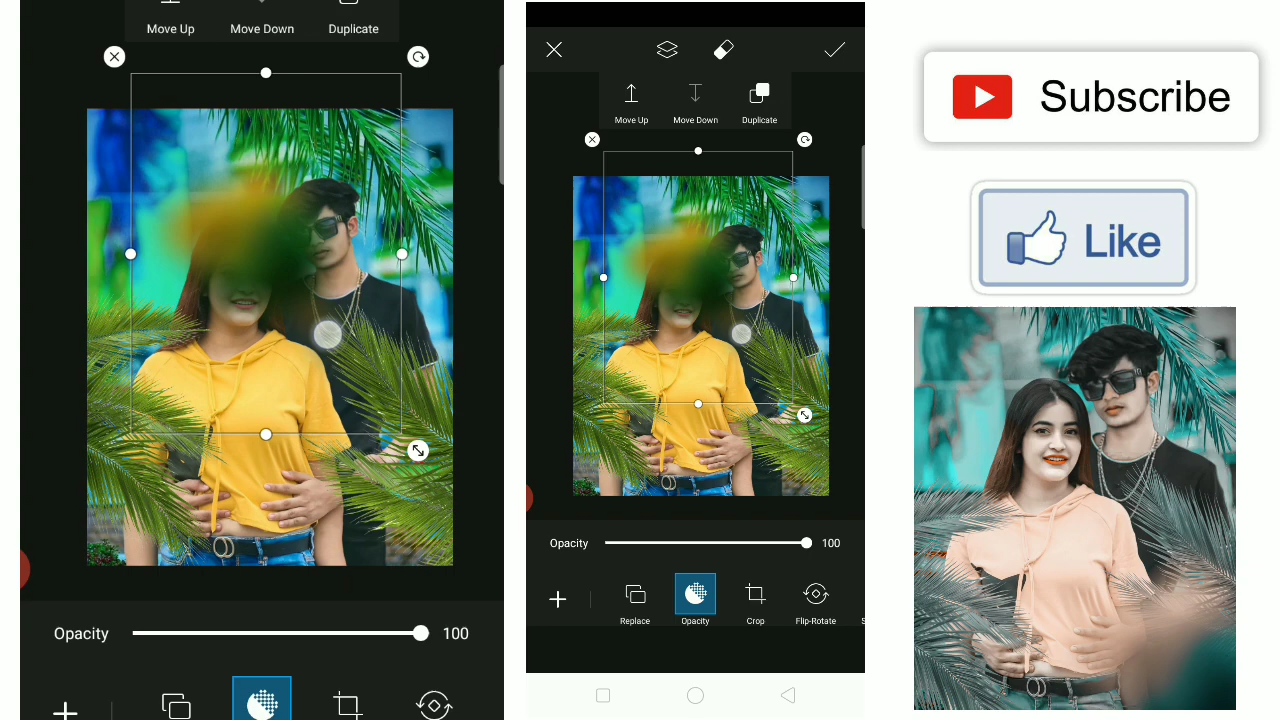 Move Up
Move Down
Duplicate
Opacity
100
Move Up
Move Down
Duplicate
Opacity
100
Replace
Opacity
Crop
Flip-Rotate
Subscribe
Like